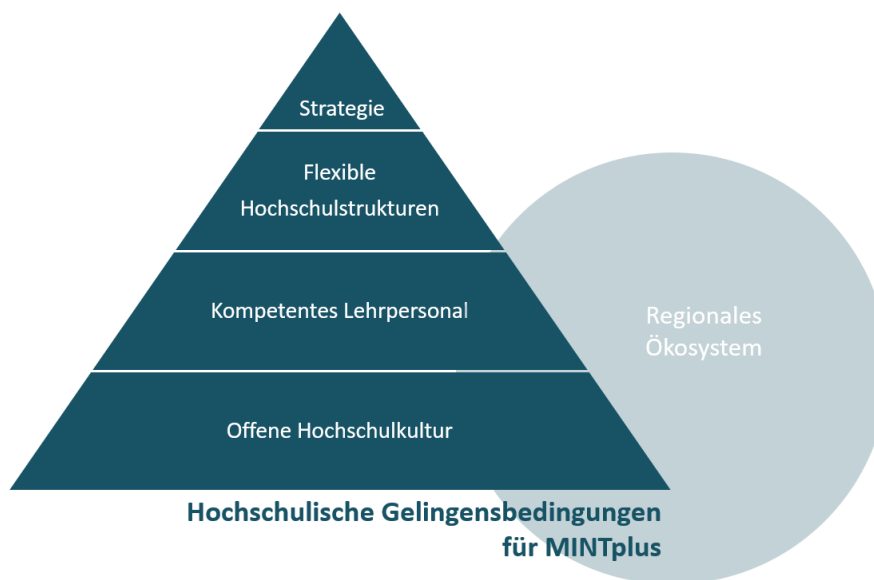 Strategie
Flexible
Hochschulstrukturen
Kompetentes Lehrpersonal
Offene Hochschulkultur
Regionales
Ökosystem
Hochschulische Gelingensbedingungen
für MINTplus